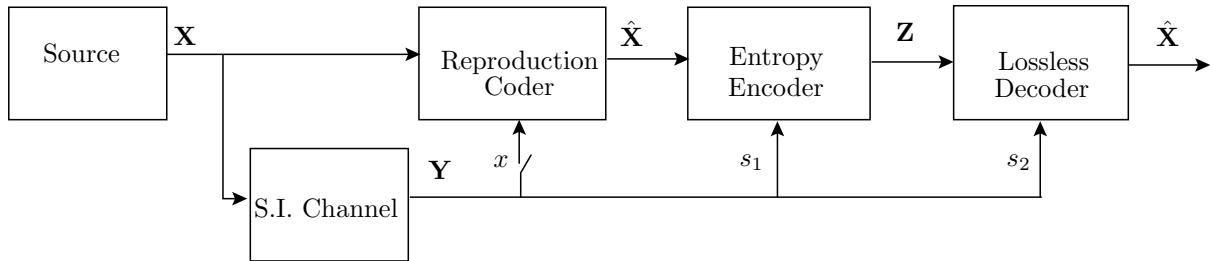 Source
X
Reproduction
Coder
X̂
Entropy
Encoder
Z
Lossless
Decoder
X̂
S.I. Channel
Y
x
s₁
s₂